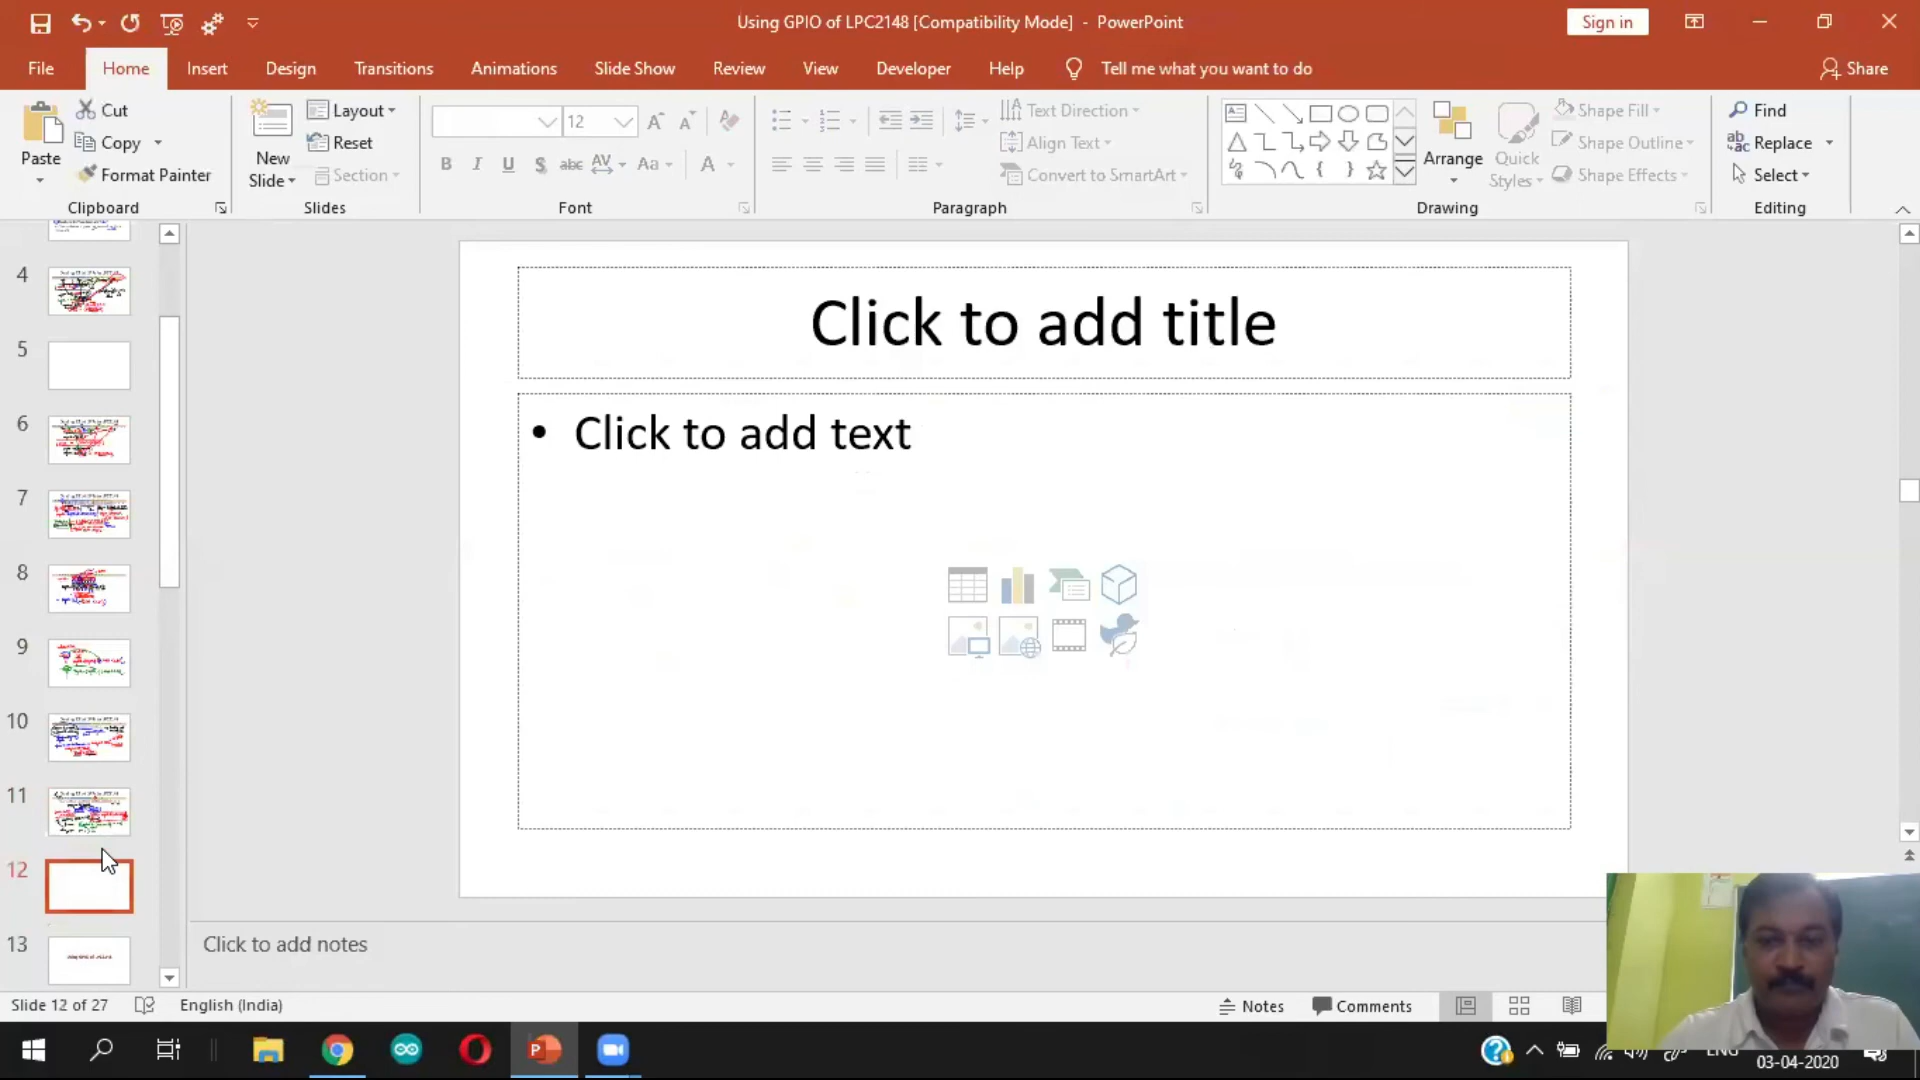 Using GPIO of LPC2148 [Compatibility Mode] - PowerPoint
Sign in
File
Home
Insert
Design
Transitions
Animations
Slide Show
Review
View
Developer
Help
Tell me what you want to do
Share
Paste
Cut
Copy
Format Painter
Clipboard
New
Slide
Layout
Reset
Section
Slides
12
B
I
U
S
abc
AV
Aa
A
Font
Text Direction
Align Text
Convert to SmartArt
Paragraph
Arrange
Quick
Styles
Shape Fill
Shape Outline
Shape Effects
Drawing
Find
Replace
Select
Editing
4
5
6
7
8
9
10
11
12
13
Click to add title
• Click to add text
Click to add notes
Slide 12 of 27
English (India)
Notes
Comments
ENG
03-04-2020